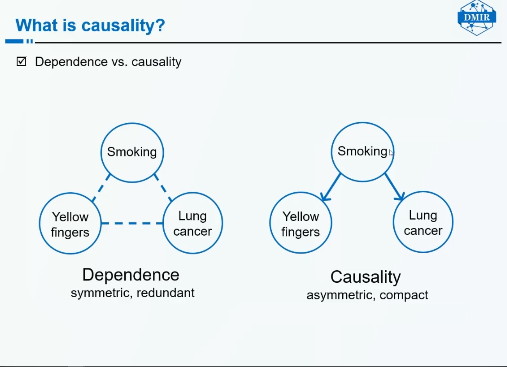 What is causality?
DMIR
☑ Dependence vs. causality
Smoking
Yellow
fingers
Lung
cancer
Dependence
symmetric, redundant
Smoking
Yellow
fingers
Lung
cancer
Causality
asymmetric, compact